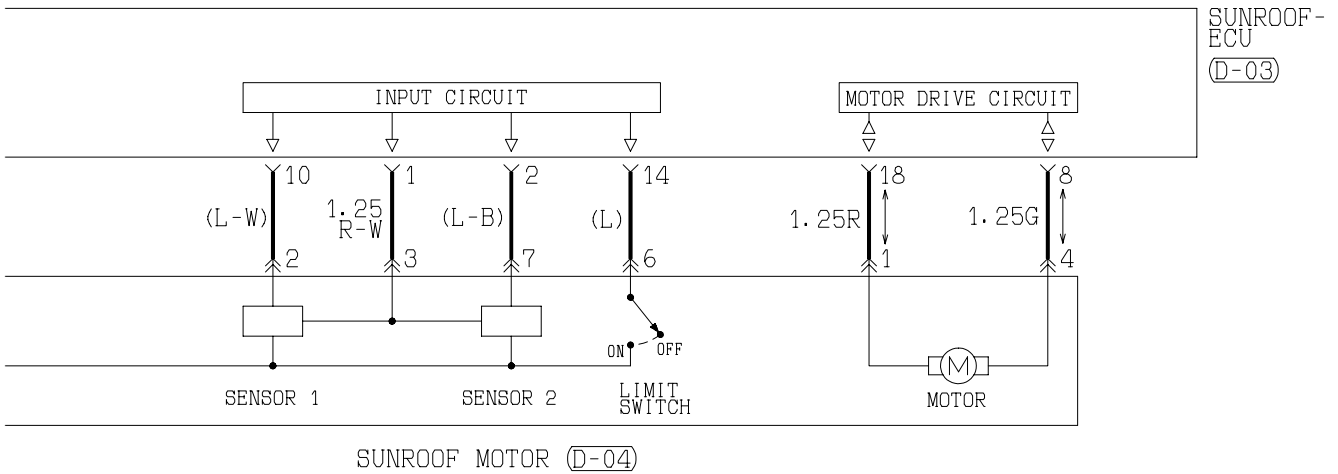 SUNROOF-
ECU
(D-03)
INPUT CIRCUIT
MOTOR DRIVE CIRCUIT
10 1 2 14 18 8
(L-W) 1.25
R-W (L-B) (L) 1.25R 1.25G
2 3 7 6 1 4
ON OFF
M
SENSOR 1 SENSOR 2 LIMIT
SWITCH MOTOR
SUNROOF MOTOR (D-04)